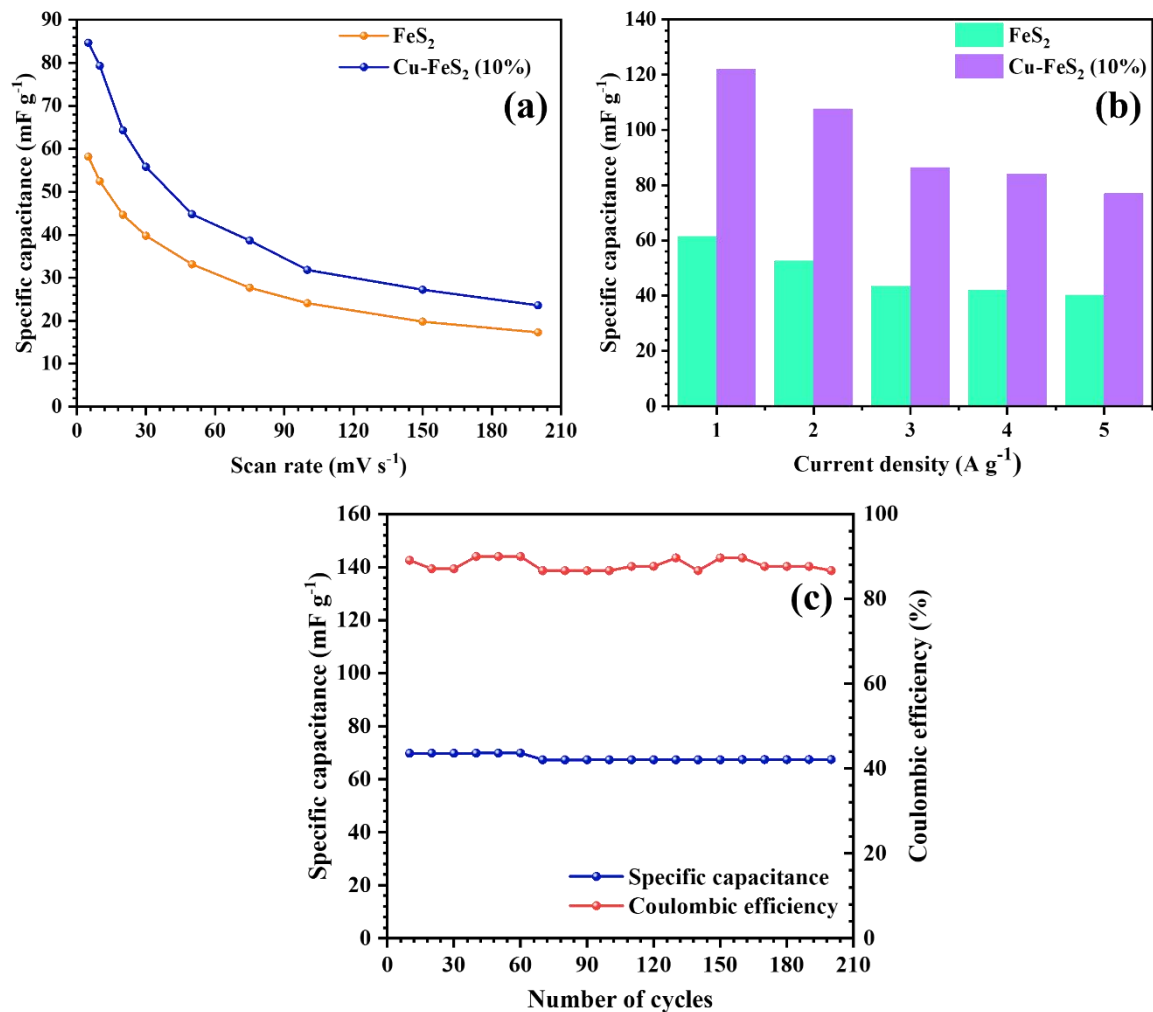 90
80
70
60
50
40
30
20
10
0
Specific capacitance (mF g⁻¹)
FeS₂
Cu-FeS₂ (10%)
(a)
0 30 60 90 120 150 180 210
Scan rate (mV s⁻¹)
140
120
100
80
60
40
20
0
Specific capacitance (mF g⁻¹)
FeS₂
Cu-FeS₂ (10%)
(b)
1 2 3 4 5
Current density (A g⁻¹)
160
140
120
100
80
60
40
20
0
Specific capacitance (mF g⁻¹)
(c)
Specific capacitance
Coulombic efficiency
100
80
60
40
20
0
Coulombic efficiency (%)
0 30 60 90 120 150 180 210
Number of cycles